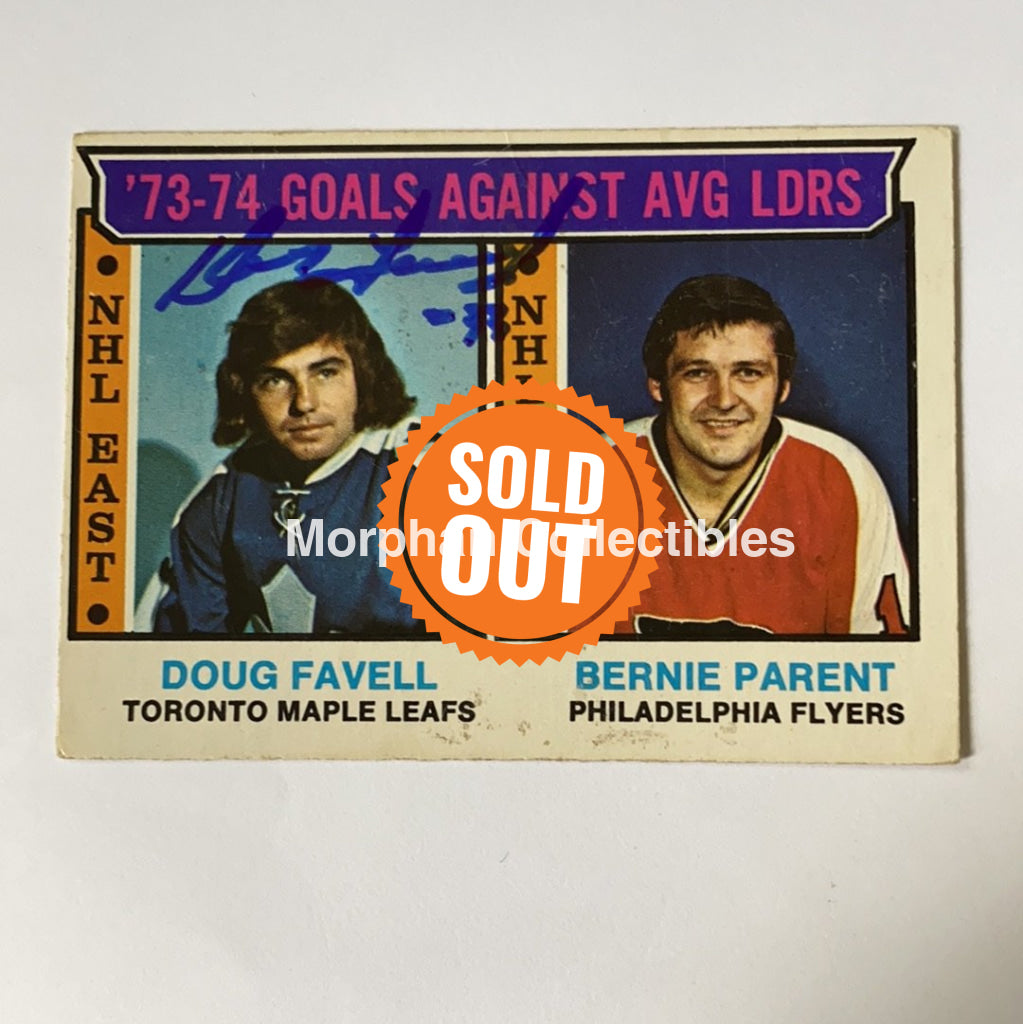 '73-74 GOALS AGAINST AVG LDRS
NHL EAST
NHL
1
SOLD
OUT
Morphan Collectibles
DOUG FAVELL
BERNIE PARENT
TORONTO MAPLE LEAFS
PHILADELPHIA FLYERS